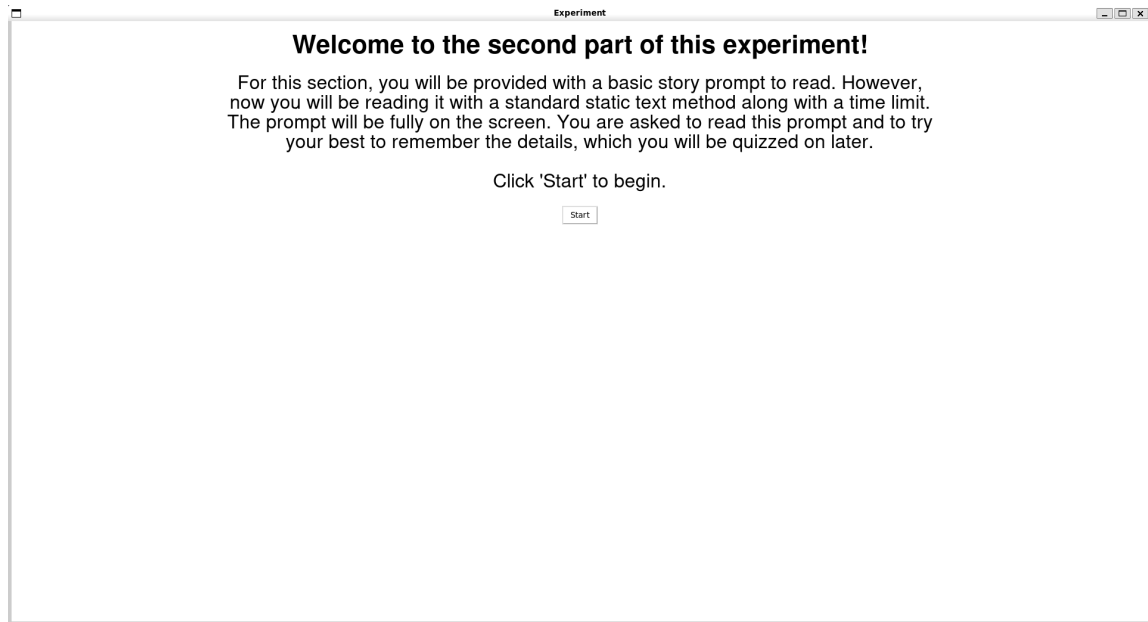 Experiment
Welcome to the second part of this experiment!
For this section, you will be provided with a basic story prompt to read. However,
now you will be reading it with a standard static text method along with a time limit.
The prompt will be fully on the screen. You are asked to read this prompt and to try
your best to remember the details, which you will be quizzed on later.
Click 'Start' to begin.
Start